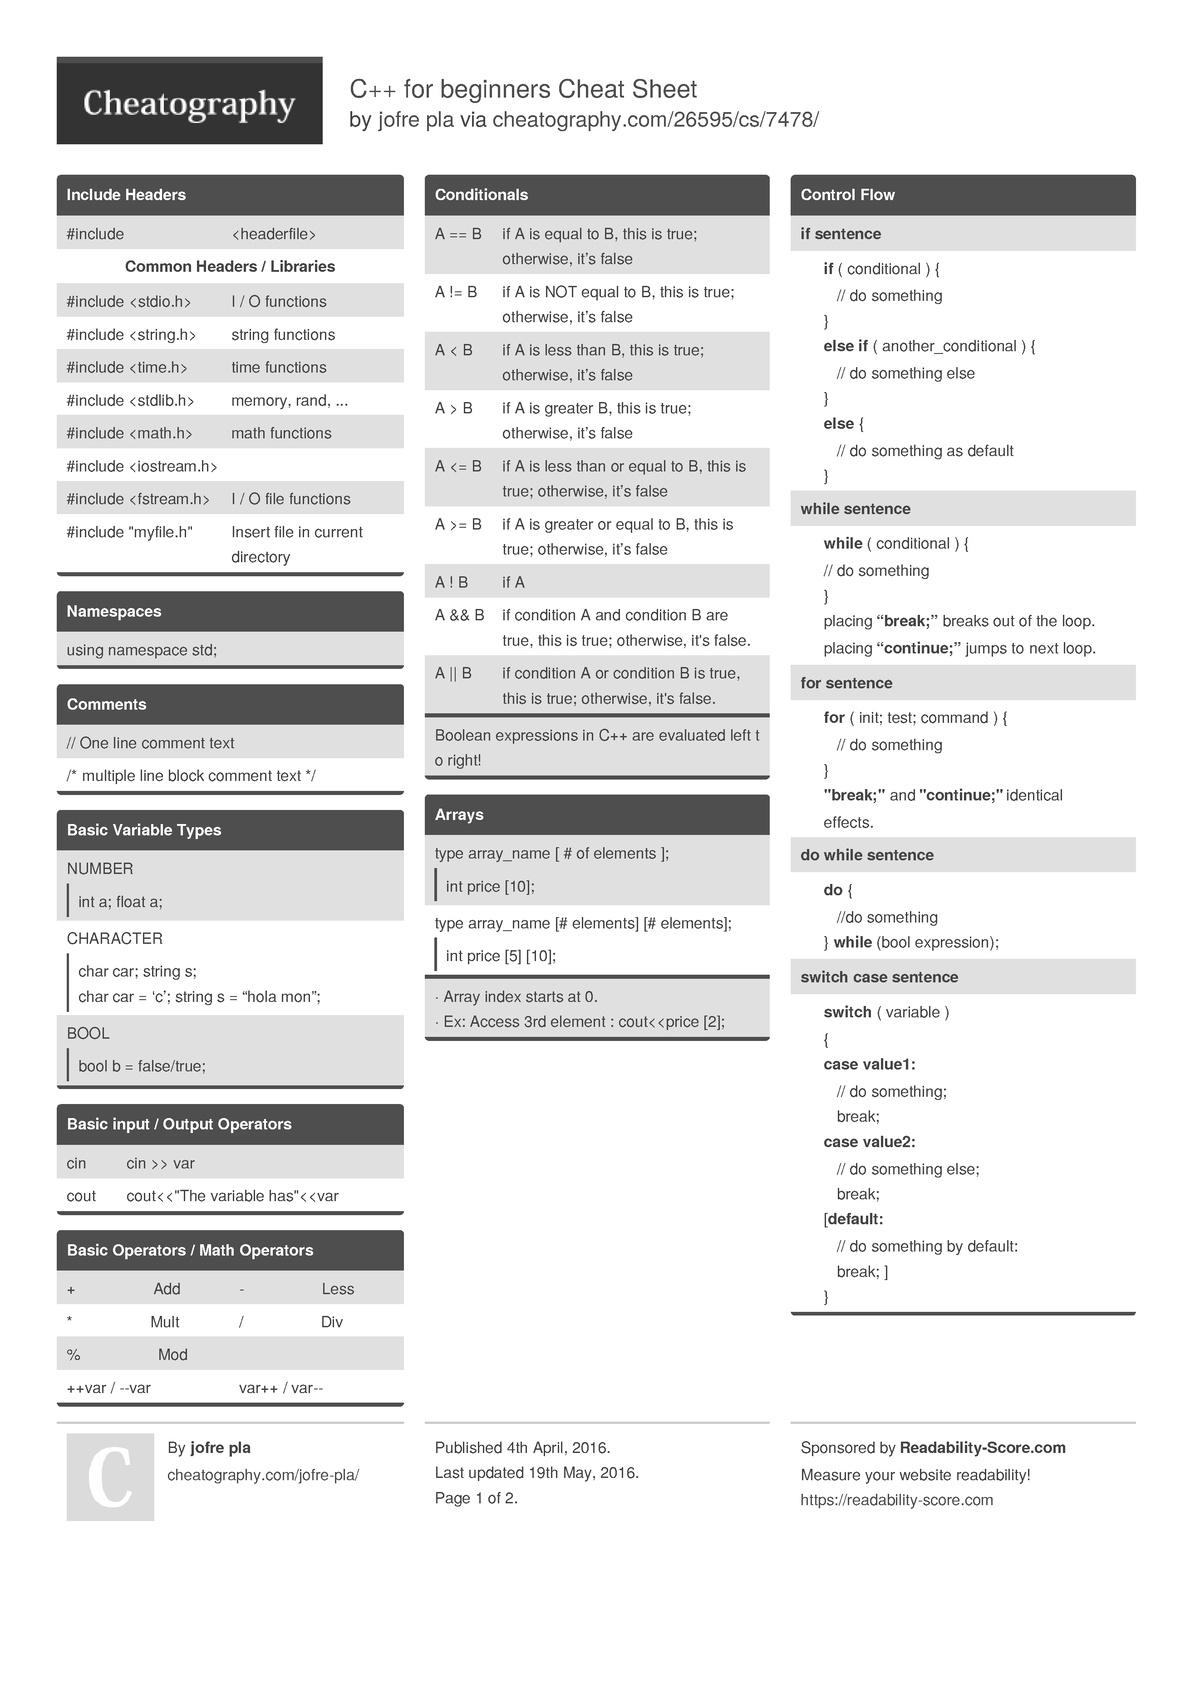 Cheatography
C++ for beginners Cheat Sheet
by jofre pla via cheatography.com/26595/cs/7478/
Include Headers
#include <headerfile>
Common Headers / Libraries
#include <stdio.h> I / O functions
#include <string.h> string functions
#include <time.h> time functions
#include <stdlib.h> memory, rand, ...
#include <math.h> math functions
#include <iostream.h>
#include <fstream.h> I / O file functions
#include "myfile.h" Insert file in current
directory
Namespaces
using namespace std;
Comments
// One line comment text
/* multiple line block comment text */
Basic Variable Types
NUMBER
int a; float a;
CHARACTER
char car; string s;
char car = ‘c’; string s = “hola mon”;
BOOL
bool b = false/true;
Basic input / Output Operators
cin cin >> var
cout cout<<"The variable has"<<var
Basic Operators / Math Operators
+ Add - Less
* Mult / Div
% Mod
++var / --var var++ / var--
Conditionals
A == B if A is equal to B, this is true;
otherwise, it’s false
A != B if A is NOT equal to B, this is true;
otherwise, it’s false
A < B if A is less than B, this is true;
otherwise, it’s false
A > B if A is greater B, this is true;
otherwise, it’s false
A <= B if A is less than or equal to B, this is
true; otherwise, it’s false
A >= B if A is greater or equal to B, this is
true; otherwise, it’s false
A ! B if A
A && B if condition A and condition B are
true, this is true; otherwise, it's false.
A || B if condition A or condition B is true,
this is true; otherwise, it's false.
Boolean expressions in C++ are evaluated left t
o right!
Arrays
type array_name [ # of elements ];
int price [10];
type array_name [# elements] [# elements];
int price [5] [10];
· Array index starts at 0.
· Ex: Access 3rd element : cout<<price [2];
Control Flow
if sentence
if ( conditional ) {
// do something
}
else if ( another_conditional ) {
// do something else
}
else {
// do something as default
}
while sentence
while ( conditional ) {
// do something
}
placing “break;” breaks out of the loop.
placing “continue;” jumps to next loop.
for sentence
for ( init; test; command ) {
// do something
}
"break;" and "continue;" identical
effects.
do while sentence
do {
//do something
} while (bool expression);
switch case sentence
switch ( variable )
{
case value1:
// do something;
break;
case value2:
// do something else;
break;
[default:
// do something by default:
break; ]
}
C
By jofre pla
cheatography.com/jofre-pla/
Published 4th April, 2016.
Last updated 19th May, 2016.
Page 1 of 2.
Sponsored by Readability-Score.com
Measure your website readability!
https://readability-score.com